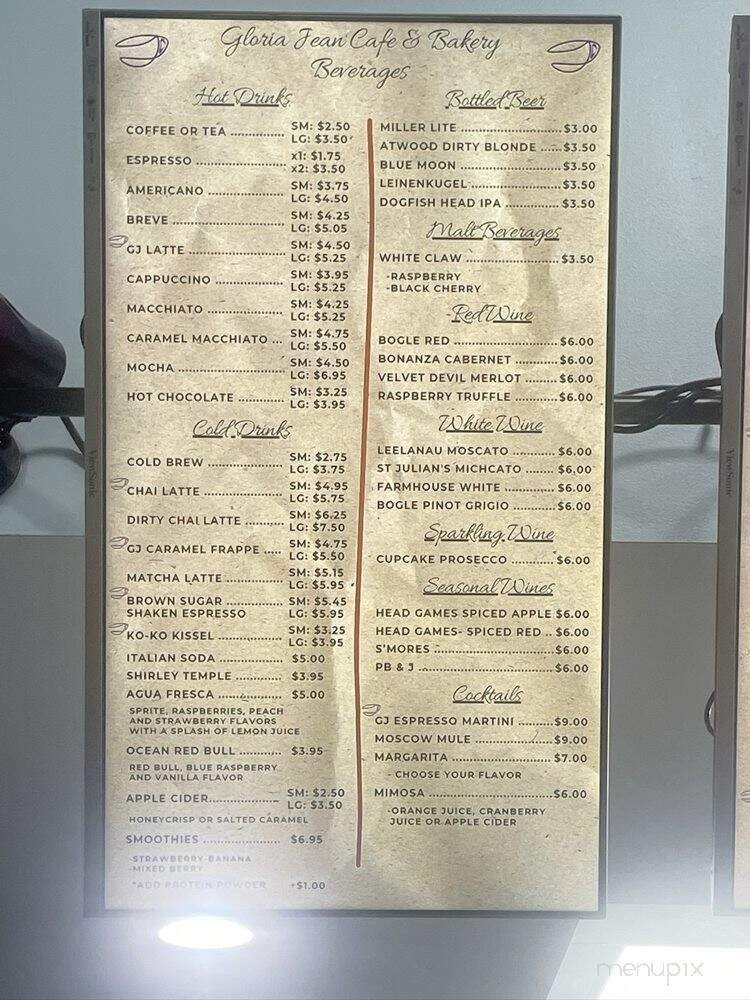 Gloria Jean Cafe & Bakery
Beverages
Hot Drinks
COFFEE OR TEA ............. SM: $2.50
LG: $3.50
ESPRESSO ...................... x1: $1.75
x2: $3.50
AMERICANO ................... SM: $3.75
LG: $4.50
BREVE ............................ SM: $4.25
LG: $5.05
GJ LATTE ........................ SM: $4.50
LG: $5.25
CAPPUCCINO ................. SM: $3.95
LG: $5.25
MACCHIATO ................... SM: $4.25
LG: $5.25
CARAMEL MACCHIATO ... SM: $4.75
LG: $5.50
MOCHA .......................... SM: $4.50
LG: $6.95
HOT CHOCOLATE ............ SM: $3.25
LG: $3.95
Cold Drinks
COLD BREW ................... SM: $2.75
LG: $3.75
CHAI LATTE .................... SM: $4.95
LG: $5.75
DIRTY CHAI LATTE .......... SM: $6.25
LG: $7.50
GJ CARAMEL FRAPPE ..... SM: $4.75
LG: $5.50
MATCHA LATTE ............... SM: $5.15
LG: $5.95
BROWN SUGAR ............... SM: $5.45
SHAKEN ESPRESSO LG: $5.95
KO-KO KISSEL ................. SM: $3.25
LG: $3.95
ITALIAN SODA ................ $5.00
SHIRLEY TEMPLE ............ $3.95
AGUA FRESCA ................ $5.00
SPRITE, RASPBERRIES, PEACH
AND STRAWBERRY FLAVORS
WITH A SPLASH OF LEMON JUICE
OCEAN RED BULL ........... $3.95
RED BULL, BLUE RASPBERRY
AND VANILLA FLAVOR
APPLE CIDER.................. SM: $2.50
LG: $3.50
HONEYCRISP OR SALTED CARAMEL
SMOOTHIES .................... $6.95
-STRAWBERRY-BANANA
-MIXED BERRY
*ADD PROTEIN POWDER +$1.00
Bottled Beer
MILLER LITE ..........................$3.00
ATWOOD DIRTY BLONDE .....$3.50
BLUE MOON ..........................$3.50
LEINENKUGEL .......................$3.50
DOGFISH HEAD IPA ..............$3.50
Malt Beverages
WHITE CLAW ........................$3.50
-RASPBERRY
-BLACK CHERRY
Red Wine
BOGLE RED ..........................$6.00
BONANZA CABERNET ...........$6.00
VELVET DEVIL MERLOT .........$6.00
RASPBERRY TRUFFLE ............$6.00
White Wine
LEELANAU MOSCATO ............$6.00
ST JULIAN'S MICHCATO ........$6.00
FARMHOUSE WHITE ..............$6.00
BOGLE PINOT GRIGIO ...........$6.00
Sparkling Wine
CUPCAKE PROSECCO ............$6.00
Seasonal Wines
HEAD GAMES SPICED APPLE $6.00
HEAD GAMES- SPICED RED .. $6.00
S'MORES ...............................$6.00
PB & J ...................................$6.00
Cocktails
GJ ESPRESSO MARTINI .........$9.00
MOSCOW MULE ....................$9.00
MARGARITA ..........................$7.00
- CHOOSE YOUR FLAVOR
MIMOSA ................................$6.00
-ORANGE JUICE, CRANBERRY
JUICE OR APPLE CIDER
ViewSonic
ViewSonic
menupix